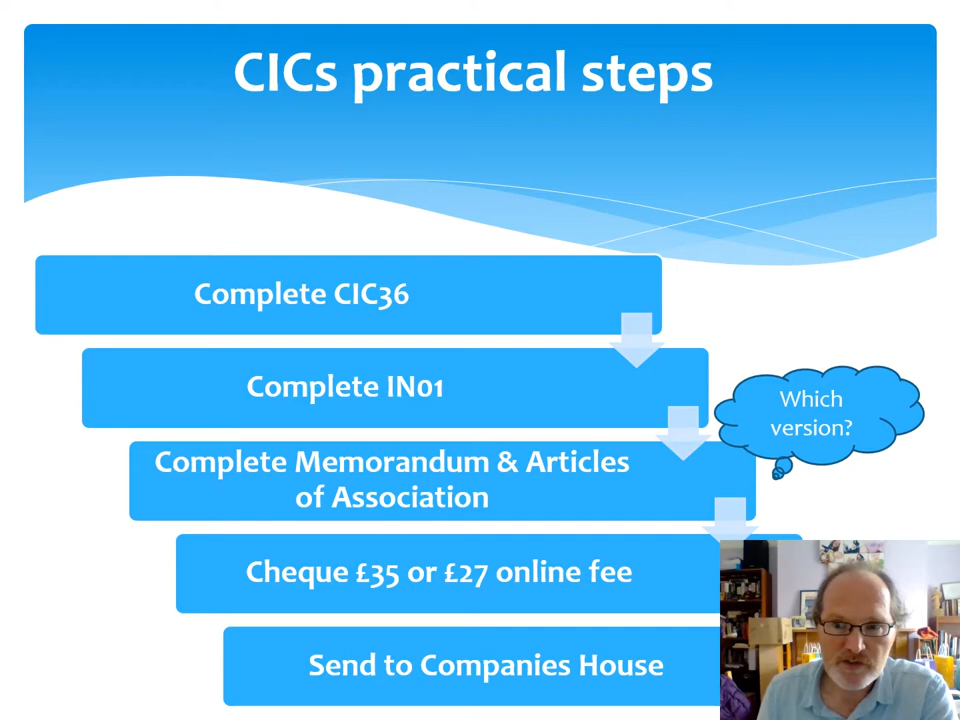 CICs practical steps
Complete CIC36
Complete IN01
Which
version?
Complete Memorandum & Articles
of Association
Cheque £35 or £27 online fee
Send to Companies House